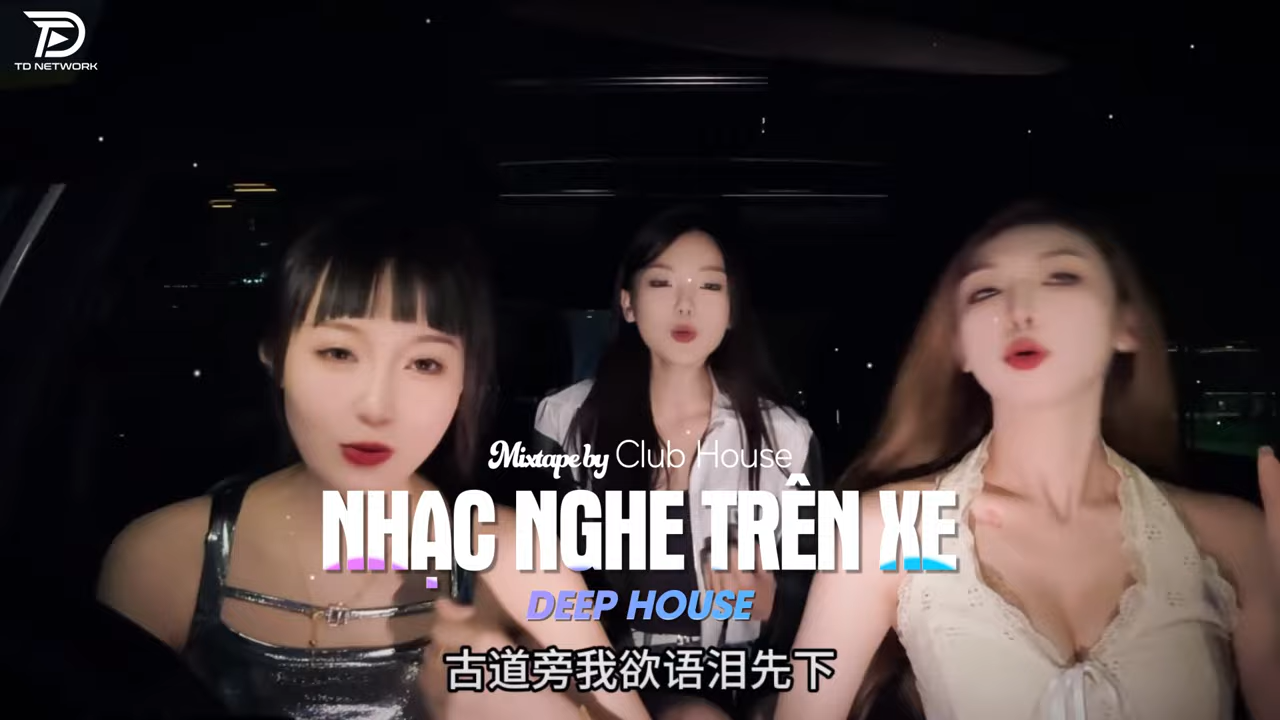 TD NETWORK
Mixtape by Club House
NHẠC NGHE TRÊN XE
DEEP HOUSE
古道旁我欲语泪先下